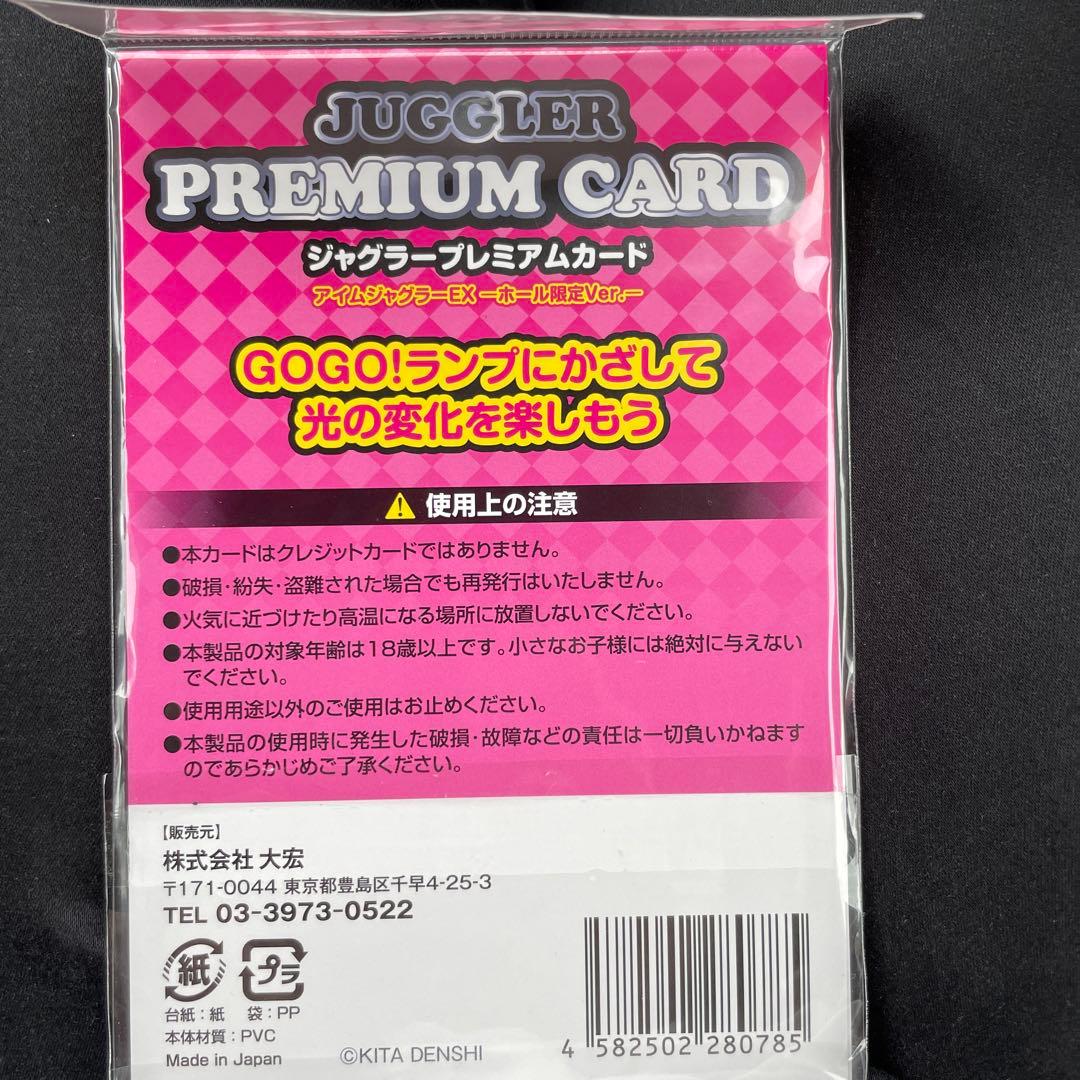 JUGGLER
PREMIUM CARD
ジャグラープレミアムカード
アイムジャグラーEX ―ホール限定Ver.―
GOGO!ランプにかざして
光の変化を楽しもう
使用上の注意
●本カードはクレジットカードではありません。
●破損・紛失・盗難された場合でも再発行はいたしません。
●火気に近づけたり高温になる場所に放置しないでください。
●本製品の対象年齢は18歳以上です。小さなお子様には絶対に与えない
でください。
●使用用途以外のご使用はお止めください。
●本製品の使用時に発生した破損・故障などの責任は一切負いかねます
のであらかじめご了承ください。
【販売元】
株式会社 大宏
〒171-0044 東京都豊島区千早4-25-3
TEL 03-3973-0522
紙 プラ
台紙：紙 袋：PP
本体材質：PVC
Made in Japan
©KITA DENSHI
4 582502 280785